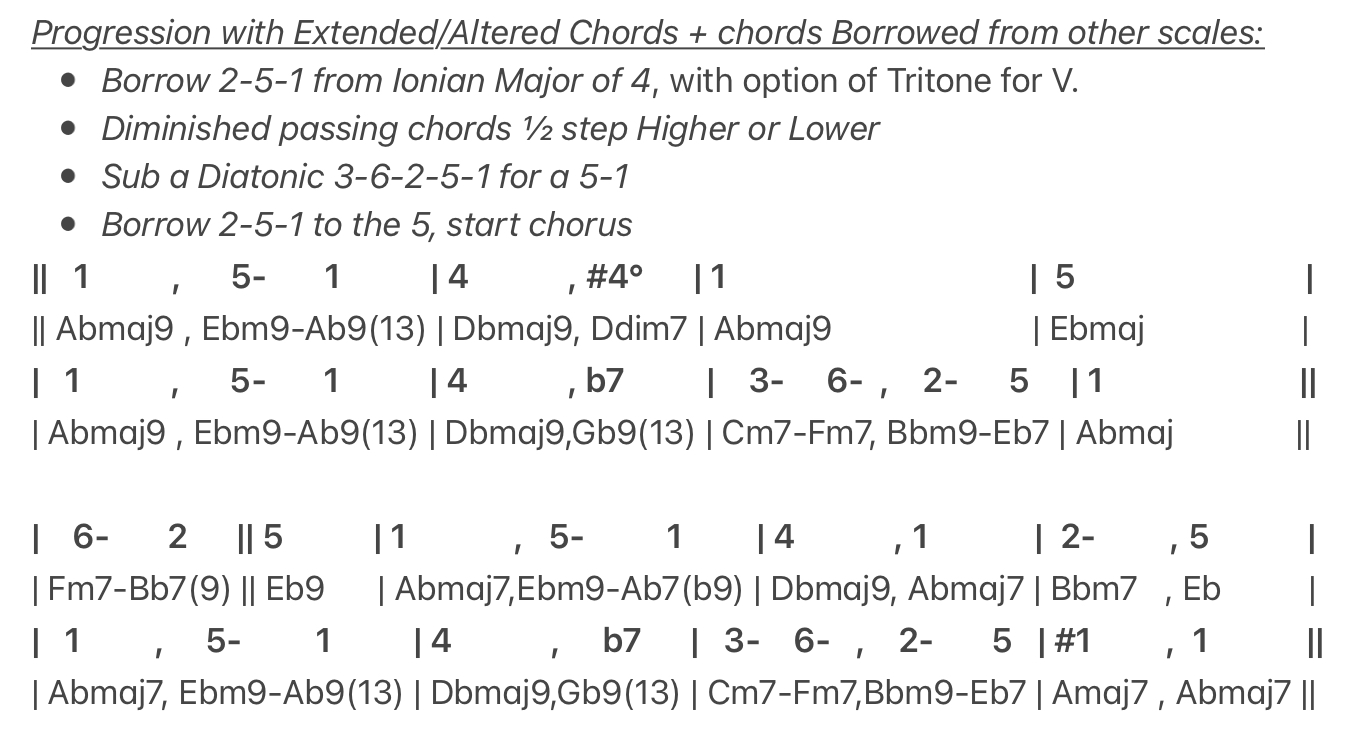 Progression with Extended/Altered Chords + chords Borrowed from other scales:
• Borrow 2-5-1 from Ionian Major of 4, with option of Tritone for V.
• Diminished passing chords ½ step Higher or Lower
• Sub a Diatonic 3-6-2-5-1 for a 5-1
• Borrow 2-5-1 to the 5, start chorus
|| 1 , 5- 1 | 4 , #4° | 1 | 5 |
|| Abmaj9 , Ebm9-Ab9(13) | Dbmaj9, Ddim7 | Abmaj9 | Ebmaj |
| 1 , 5- 1 | 4 , b7 | 3- 6- , 2- 5 | 1 ||
| Abmaj9 , Ebm9-Ab9(13) | Dbmaj9,Gb9(13) | Cm7-Fm7, Bbm9-Eb7 | Abmaj ||
| 6- 2 || 5 | 1 , 5- 1 | 4 , 1 | 2- , 5 |
| Fm7-Bb7(9) || Eb9 | Abmaj7,Ebm9-Ab7(b9) | Dbmaj9, Abmaj7 | Bbm7 , Eb |
| 1 , 5- 1 | 4 , b7 | 3- 6- , 2- 5 | #1 , 1 ||
| Abmaj7, Ebm9-Ab9(13) | Dbmaj9,Gb9(13) | Cm7-Fm7,Bbm9-Eb7 | Amaj7 , Abmaj7 ||